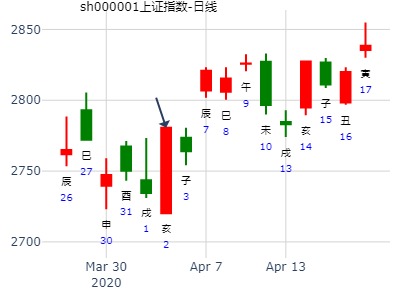 sh000001上证指数-日线
2850
2800
2750
2700
辰
26
巳
27
申
30
酉
31
戌
1
亥
2
子
3
辰
7
巳
8
午
9
未
10
戌
13
亥
14
子
15
丑
16
寅
17
Mar 30
2020
Apr 7
Apr 13